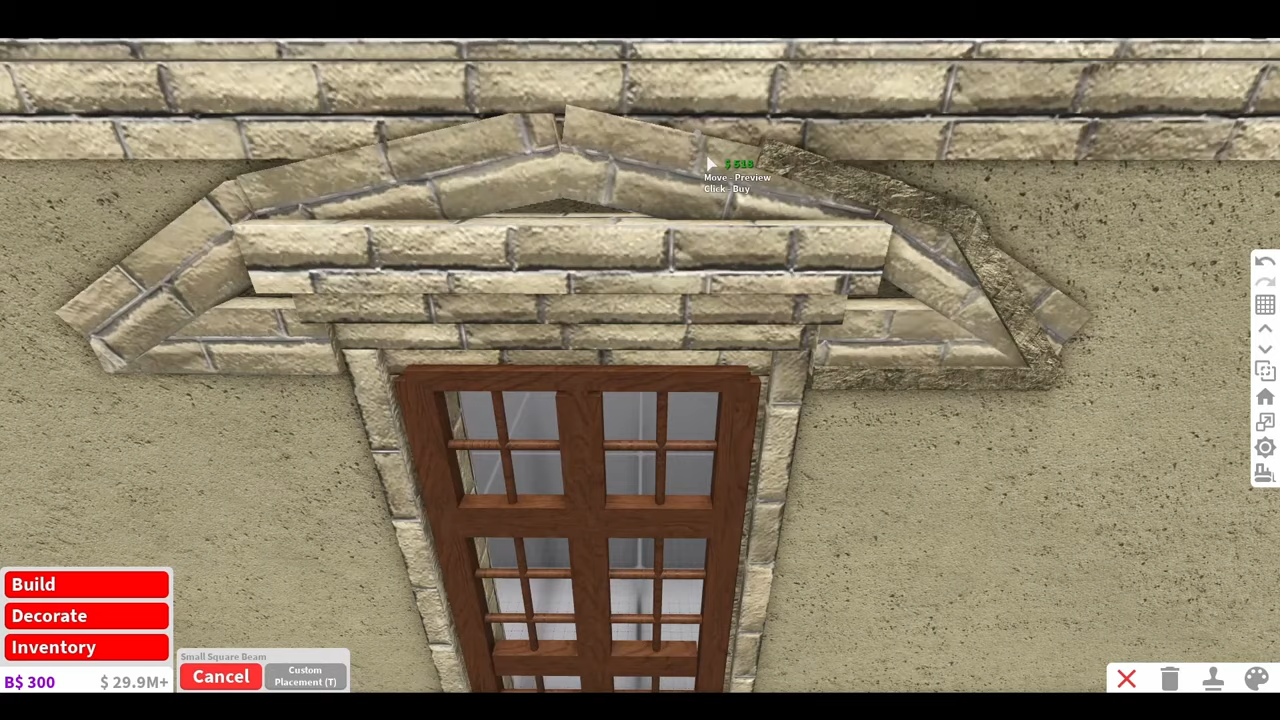 $ 518
Move - Preview
Click - Buy
Build
Decorate
Inventory
Small Square Beam
Cancel
Custom
Placement (T)
B$ 300
$ 29.9M+